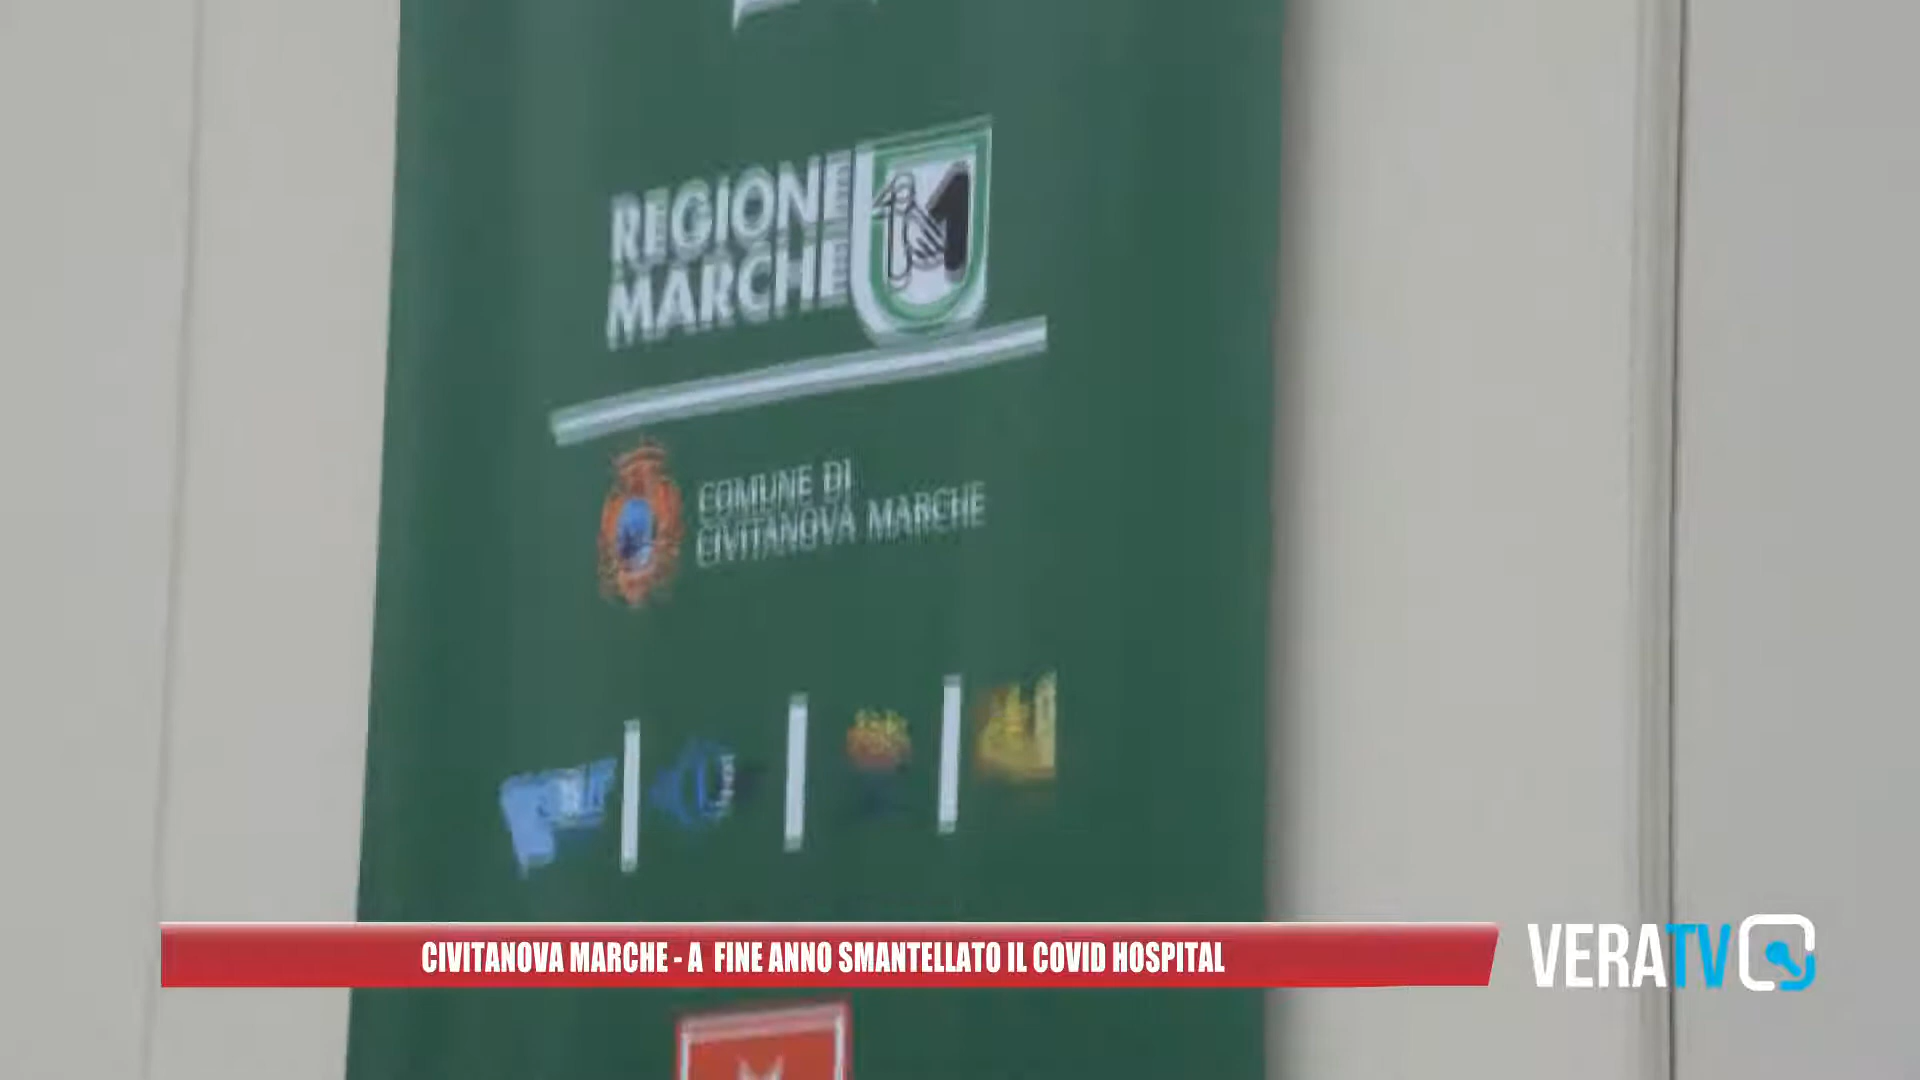 REGIONE
MARCHE
COMUNE DI
CIVITANOVA MARCHE
CIVITANOVA MARCHE - A FINE ANNO SMANTELLATO IL COVID HOSPITAL
VERATV